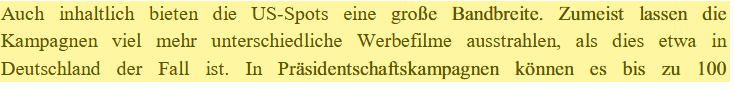 Auch inhaltlich bieten die US-Spots eine große Bandbreite. Zumeist lassen die
Kampagnen viel mehr unterschiedliche Werbefilme ausstrahlen, als dies etwa in
Deutschland der Fall ist. In Präsidentschaftskampagnen können es bis zu 100